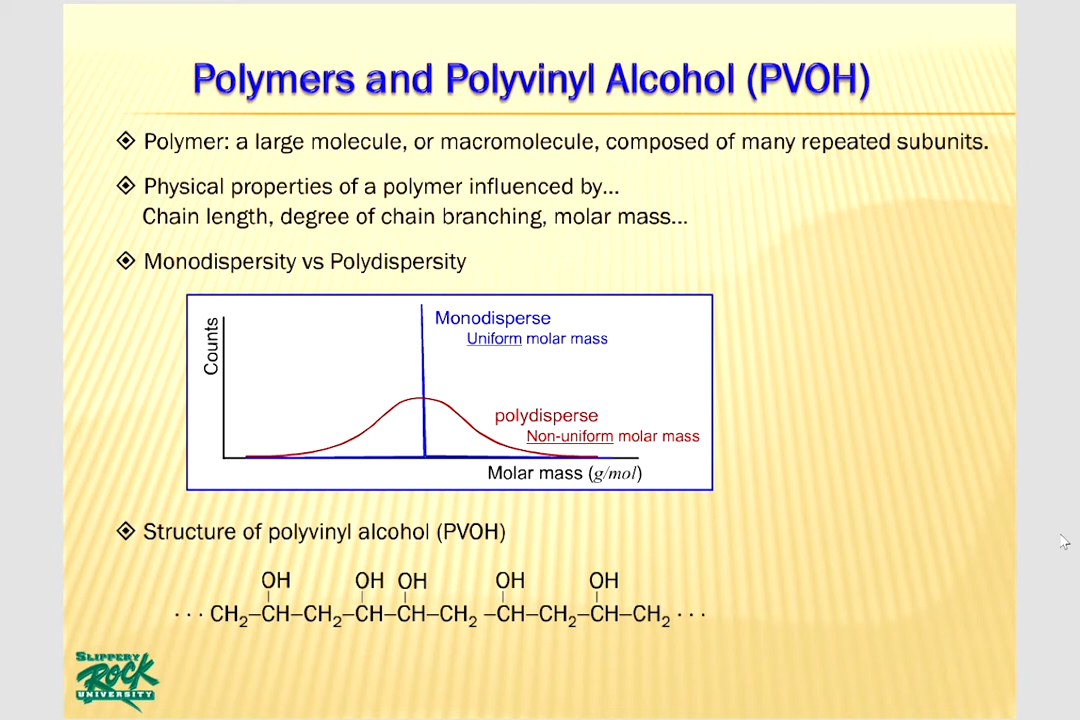 Polymers and Polyvinyl Alcohol (PVOH)
Polymer: a large molecule, or macromolecule, composed of many repeated subunits.
Physical properties of a polymer influenced by...
Chain length, degree of chain branching, molar mass...
Monodispersity vs Polydispersity
Counts
Monodisperse
Uniform molar mass
polydisperse
Non-uniform molar mass
Molar mass (g/mol)
Structure of polyvinyl alcohol (PVOH)
OH OH OH OH OH
··· CH₂–CH–CH₂–CH–CH–CH₂ –CH–CH₂–CH–CH₂ ···
SLIPPERY
ROCK
UNIVERSITY